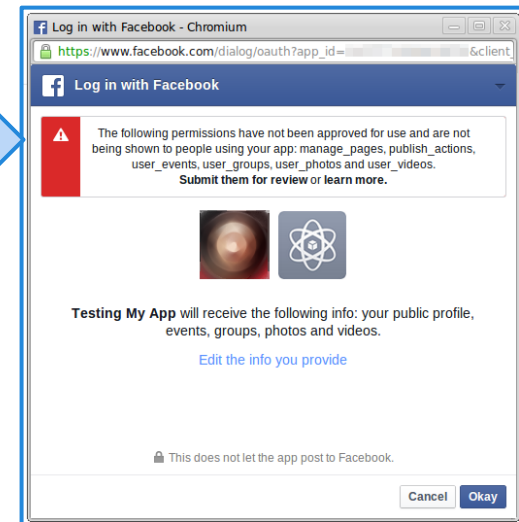 Log in with Facebook - Chromium
https://www.facebook.com/dialog/oauth?app_id= &client_
Log in with Facebook
The following permissions have not been approved for use and are not
being shown to people using your app: manage_pages, publish_actions,
user_events, user_groups, user_photos and user_videos.
Submit them for review or learn more.
Testing My App will receive the following info: your public profile,
events, groups, photos and videos.
Edit the info you provide
This does not let the app post to Facebook.
Cancel Okay